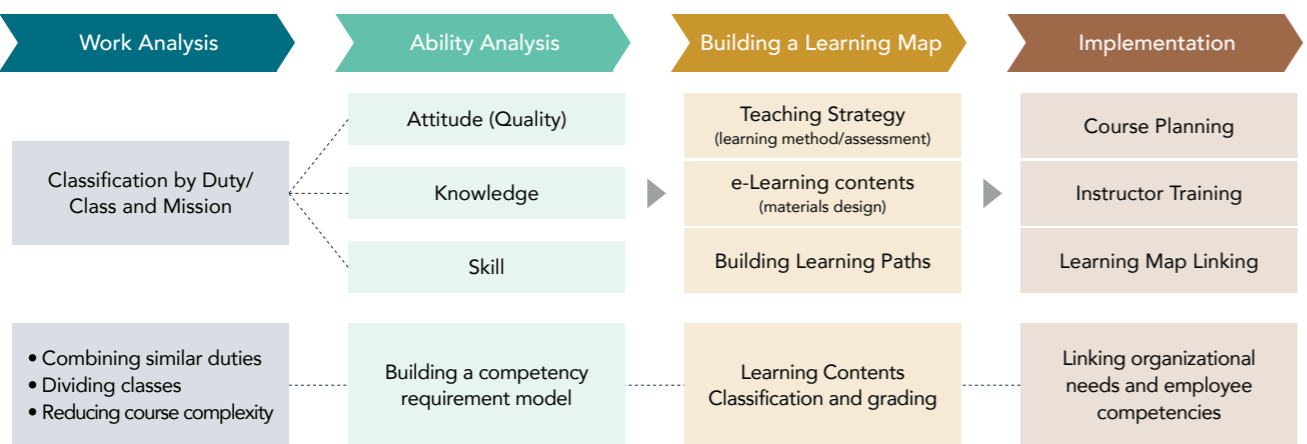 Work Analysis
Ability Analysis
Building a Learning Map
Implementation
Classification by Duty/
Class and Mission
Attitude (Quality)
Knowledge
Skill
Teaching Strategy
(learning method/assessment)
e-Learning contents
(materials design)
Building Learning Paths
Course Planning
Instructor Training
Learning Map Linking
• Combining similar duties
• Dividing classes
• Reducing course complexity
Building a competency
requirement model
Learning Contents
Classification and grading
Linking organizational
needs and employee
competencies